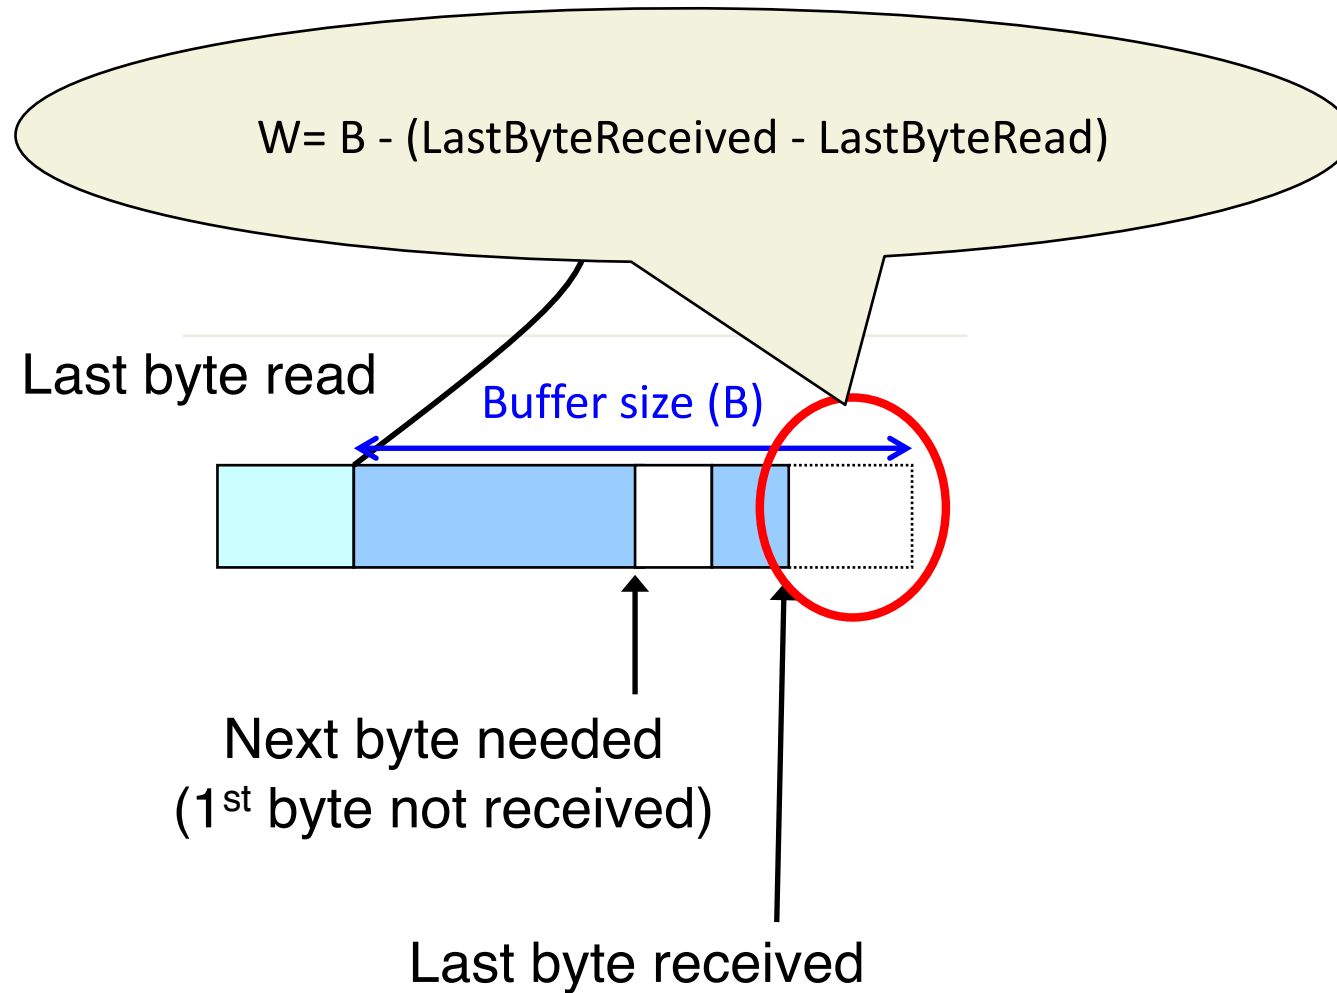 W= B - (LastByteReceived - LastByteRead)
Last byte read
Buffer size (B)
Next byte needed
(1st byte not received)
Last byte received